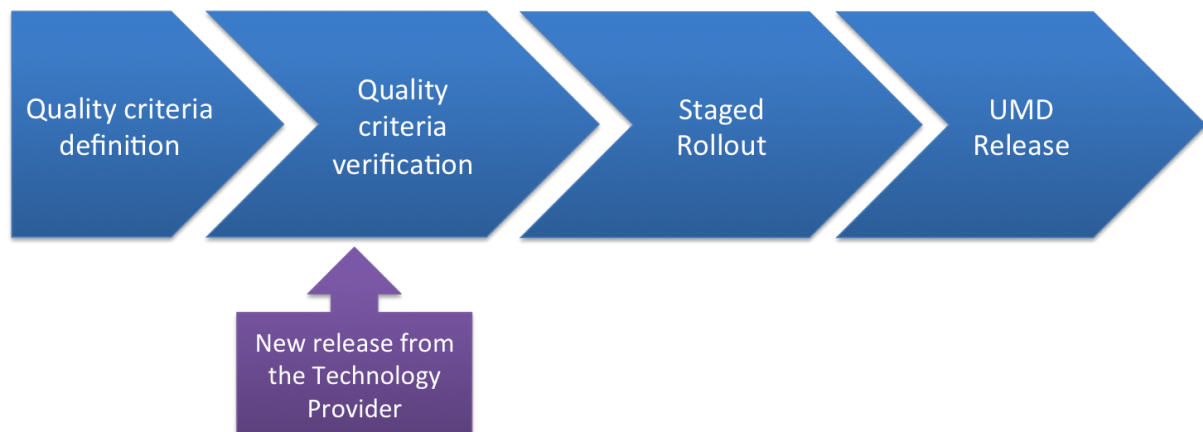 Quality criteria
definition
Quality
criteria
verification
Staged
Rollout
UMD
Release
New release from
the Technology
Provider